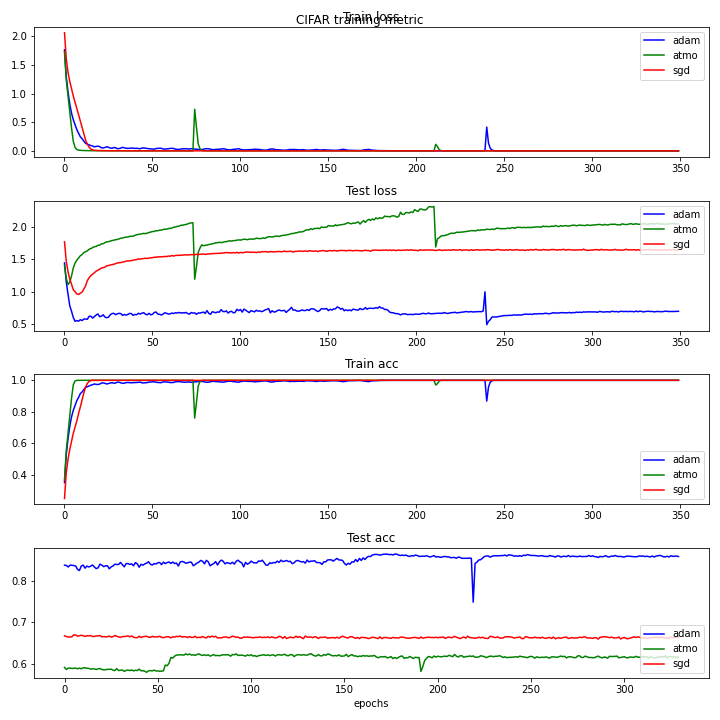 Train loss
CIFAR training metric
2.0
1.5
1.0
0.5
0.0
adam
atmo
sgd
0 50 100 150 200 250 300 350
Test loss
2.0
1.5
1.0
0.5
adam
atmo
sgd
0 50 100 150 200 250 300 350
Train acc
1.0
0.8
0.6
0.4
adam
atmo
sgd
0 50 100 150 200 250 300 350
Test acc
0.8
0.7
0.6
adam
atmo
sgd
0 50 100 150 200 250 300
epochs